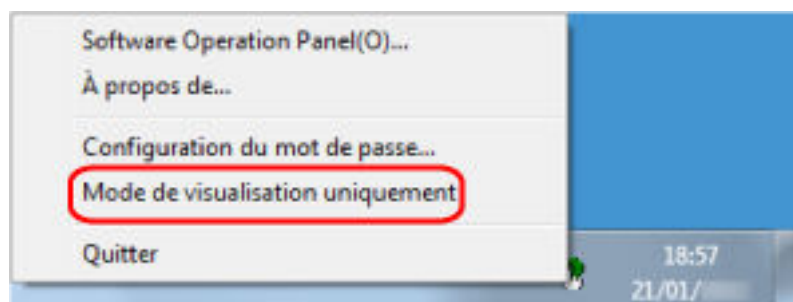 Software Operation Panel(O)...
À propos de...
Configuration du mot de passe...
Mode de visualisation uniquement
Quitter
18:57
21/01/